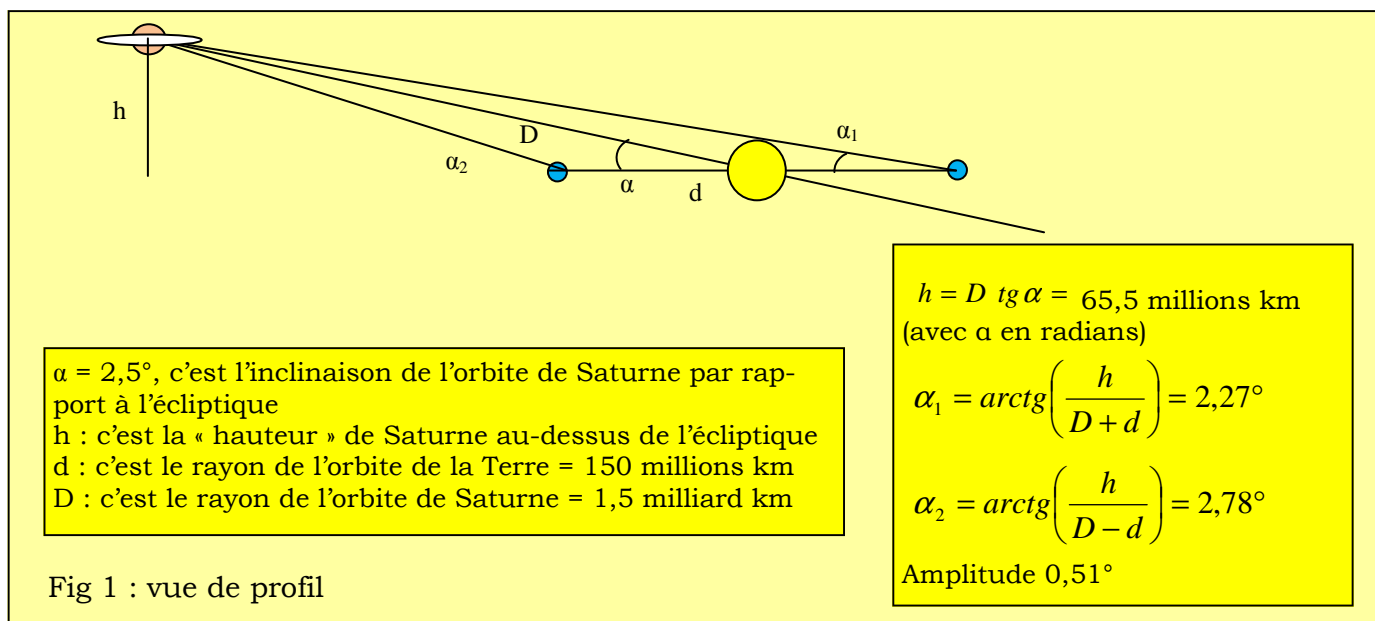 h
D
α₁
α₂
α
d
h = D tg α = 65,5 millions km
(avec α en radians)
α₁ = arctg(h / (D + d)) = 2,27°
α₂ = arctg(h / (D − d)) = 2,78°
Amplitude 0,51°
α = 2,5°, c’est l’inclinaison de l’orbite de Saturne par rap-
port à l’écliptique
h : c’est la « hauteur » de Saturne au-dessus de l’écliptique
d : c’est le rayon de l’orbite de la Terre = 150 millions km
D : c’est le rayon de l’orbite de Saturne = 1,5 milliard km
Fig 1 : vue de profil